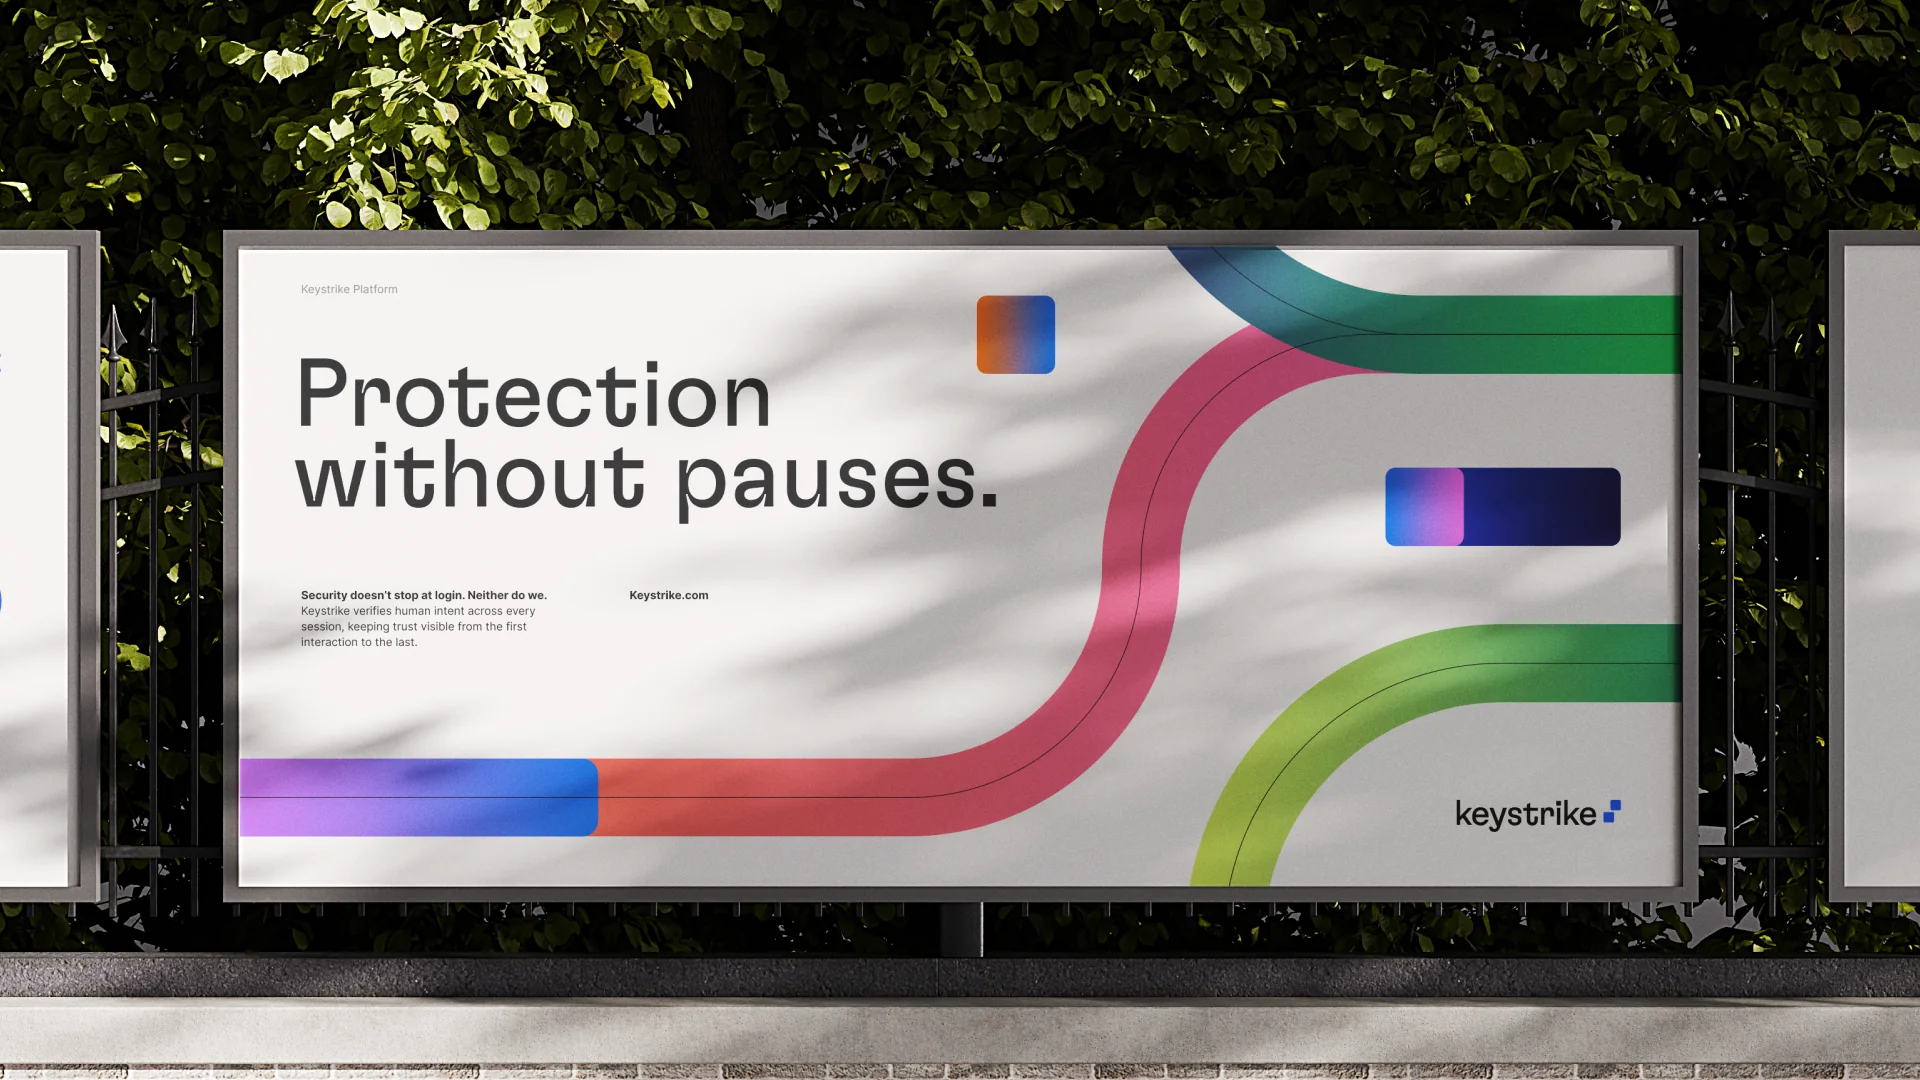 Keystrike Platform
Protection
without pauses.
Security doesn't stop at login. Neither do we.
Keystrike verifies human intent across every
session, keeping trust visible from the first
interaction to the last.
Keystrike.com
keystrike